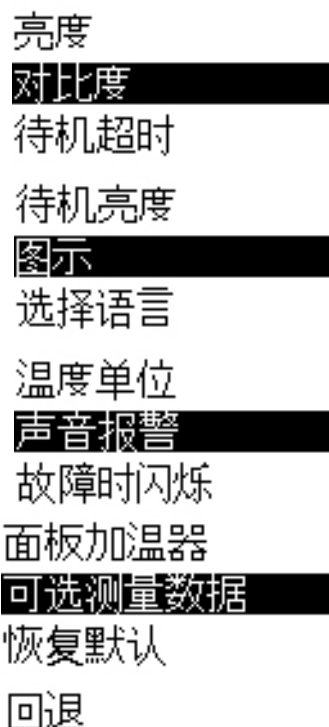 亮度
对比度
待机超时
待机亮度
图示
选择语言
温度单位
声音报警
故障时闪烁
面板加温器
可选测量数据
恢复默认
回退